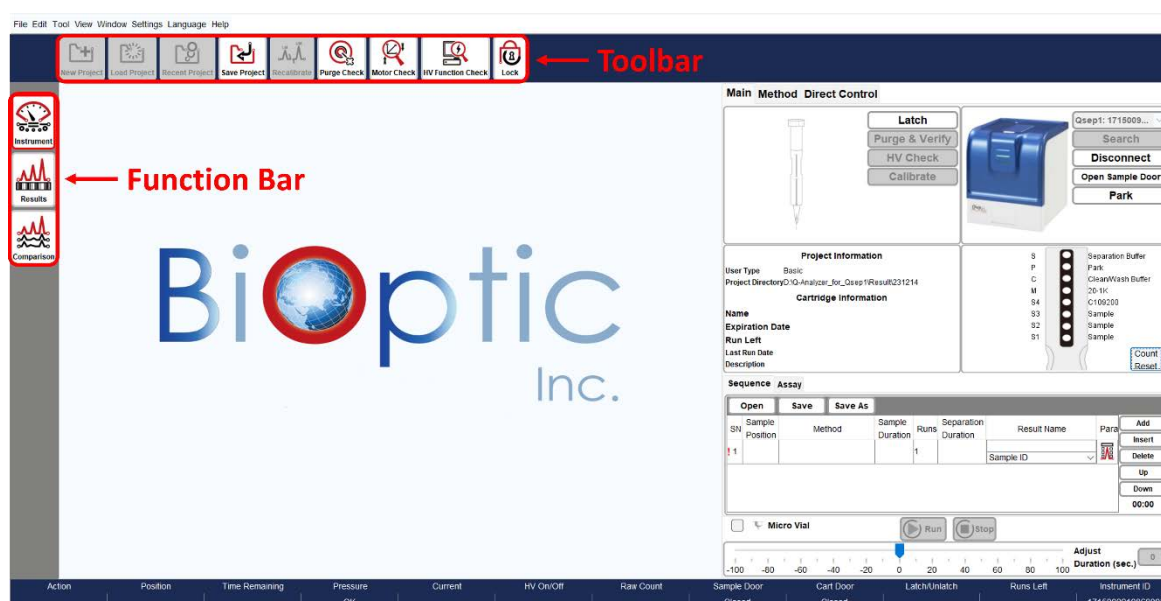 File Edit Tool View Window Settings Language Help
New Project Load Project Recent Project Save Project Recalibrate Purge Check Motor Check HV Function Check Lock
Toolbar
Instrument
Results
Comparison
Function Bar
BiOptic
Inc.
Main Method Direct Control
Latch
Purge & Verify
HV Check
Calibrate
Qsep1: 1715009...
Search
Disconnect
Open Sample Door
Park
Project Information
User Type Basic
Project Directory D:\Q-Analyzer_for_Qsep1\Result\231214
Cartridge Information
Name
Expiration Date
Run Left
Last Run Date
Description
S Separation Buffer
P Park
C Clean/Wash Buffer
M 20-1K
S4 C109200
S3 Sample
S2 Sample
S1 Sample
Count
Reset
Sequence Assay
Open Save Save As
SN Sample Position Method Sample Duration Runs Separation Duration Result Name Para
! 1 1 Sample ID
Add
Insert
Delete
Up
Down
00:00
Micro Vial
Run Stop
-100 -80 -60 -40 -20 0 20 40 60 80 100
Adjust
Duration (sec.) 0
Action Position Time Remaining Pressure Current HV On/Off Raw Count Sample Door Cart Door Latch/Unlatch Runs Left Instrument ID